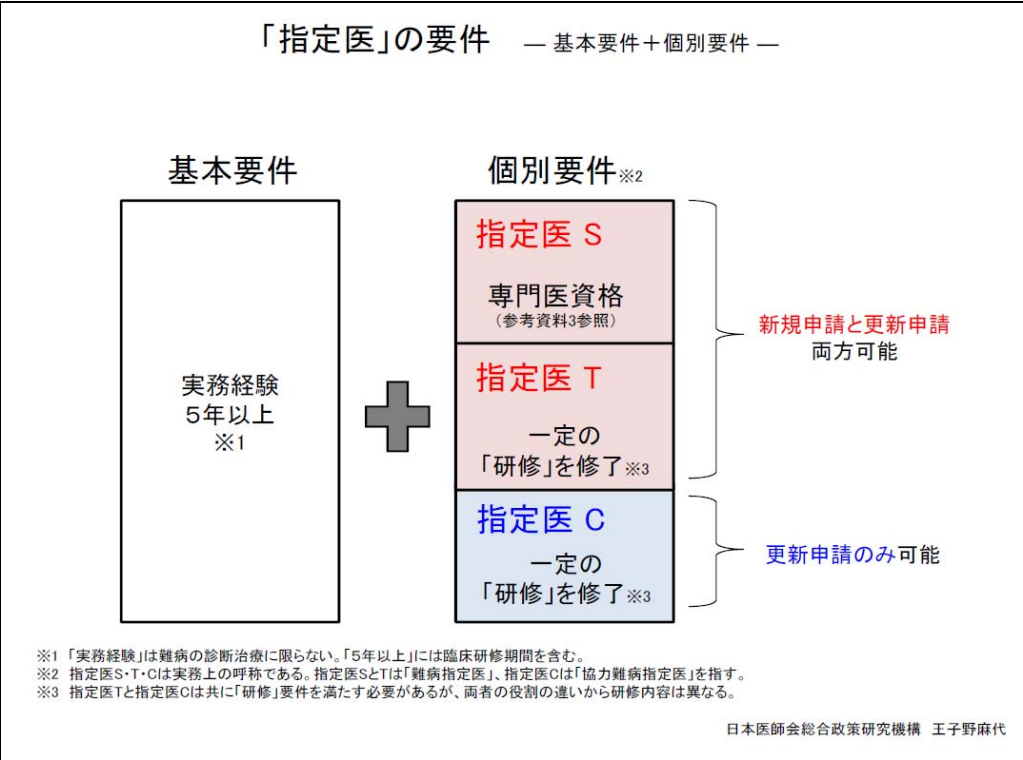 「指定医」の要件 ― 基本要件＋個別要件 ―
基本要件
実務経験
５年以上
※1
個別要件※2
指定医 S
専門医資格
（参考資料3参照）
指定医 T
一定の
「研修」を修了※3
指定医 C
一定の
「研修」を修了※3
新規申請と更新申請
両方可能
更新申請のみ可能
※1 「実務経験」は難病の診断治療に限らない。「5年以上」には臨床研修期間を含む。
※2 指定医S・T・Cは実務上の呼称である。指定医SとTは「難病指定医」、指定医Cは「協力難病指定医」を指す。
※3 指定医Tと指定医Cは共に「研修」要件を満たす必要があるが、両者の役割の違いから研修内容は異なる。
日本医師会総合政策研究機構 王子野麻代